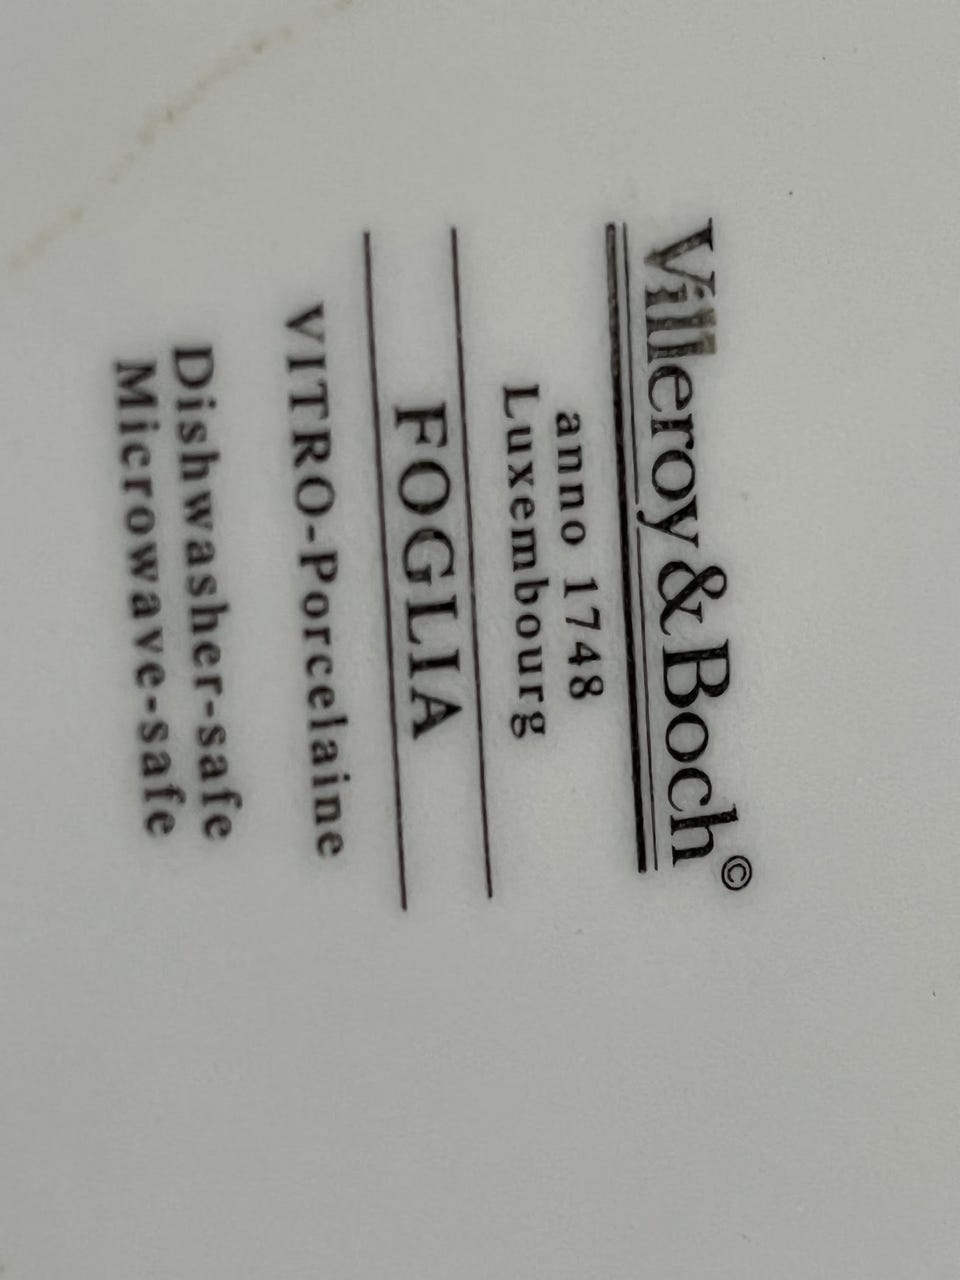 Villeroy & Boch ©
anno 1748
Luxembourg
FOGLIA
VITRO-Porcelaine
Dishwasher-safe
Microwave-safe